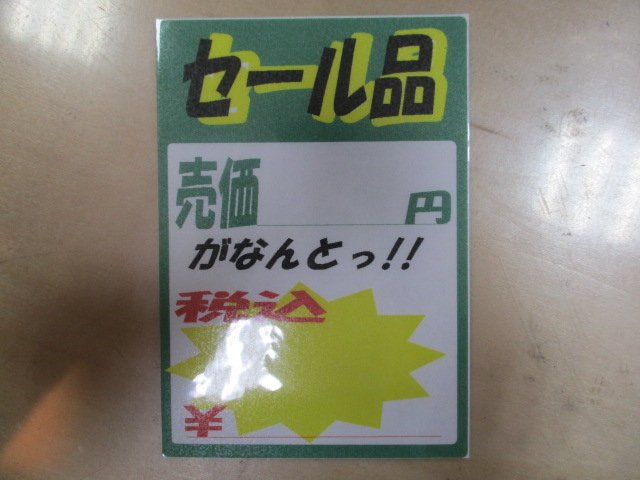 セール品
売価 円
がなんとっ!!
税込
¥